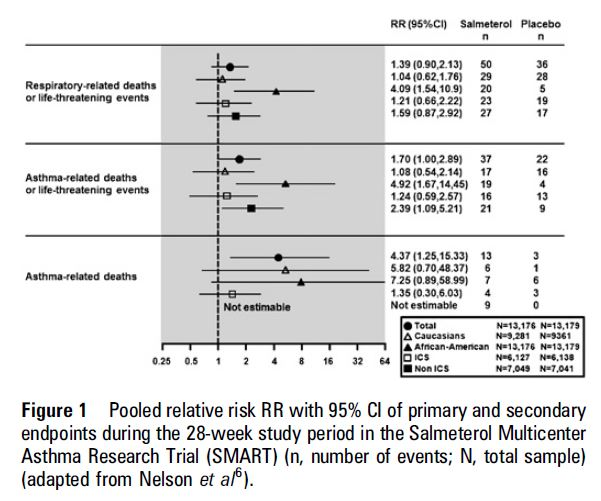 RR (95%CI) Salmeterol Placebo
n n
Respiratory-related deaths
or life-threatening events
1.39 (0.90,2.13) 50 36
1.04 (0.62,1.76) 29 28
4.09 (1.54,10.9) 20 5
1.21 (0.66,2.22) 23 19
1.59 (0.87,2.92) 27 17
Asthma-related deaths
or life-threatening events
1.70 (1.00,2.89) 37 22
1.08 (0.54,2.14) 17 16
4.92 (1.67,14,45) 19 4
1.24 (0.59,2.57) 16 13
2.39 (1.09,5.21) 21 9
Asthma-related deaths
4.37 (1.25,15.33) 13 3
5.82 (0.70,48.37) 6 1
7.25 (0.89,58.99) 7 6
1.35 (0.30,6.03) 4 3
Not estimable Not estimable 9 0
Total N=13,176 N=13,179
Caucasians N=9,281 N=9361
African-American N=13,176 N=13,179
ICS N=6,127 N=6,138
Non ICS N=7,049 N=7,041
0.25 0.5 1 2 4 8 16 32 64
Figure 1 Pooled relative risk RR with 95% CI of primary and secondary
endpoints during the 28-week study period in the Salmeterol Multicenter
Asthma Research Trial (SMART) (n, number of events; N, total sample)
(adapted from Nelson et al6).